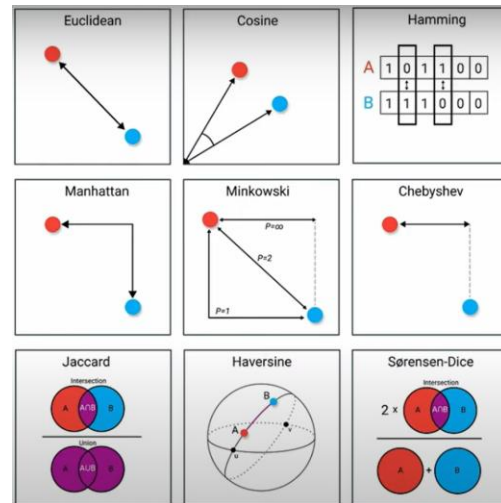 Euclidean
Cosine
Hamming
A 1 0 1 1 0 0
B 1 1 1 0 0 0
Manhattan
Minkowski
Chebyshev
P=∞
P=2
P=1
Jaccard
Intersection
A A∩B B
Union
A A∪B B
Haversine
B
A
υ
v
Sørensen-Dice
Intersection
2 x A A∩B B
A + B